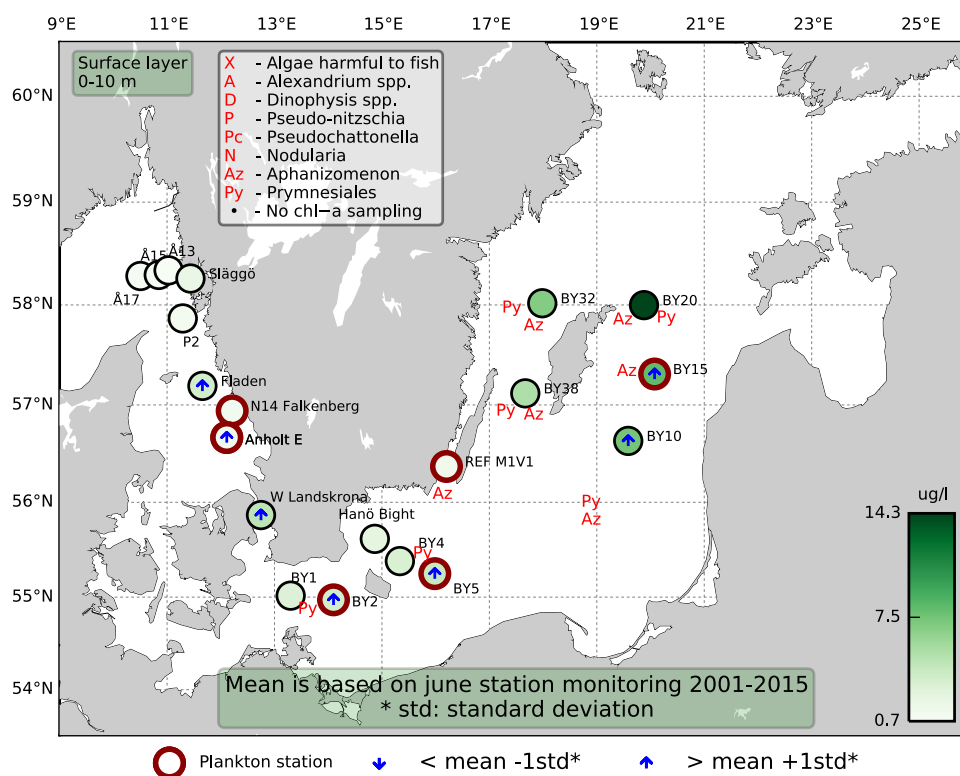 9°E 11°E 13°E 15°E 17°E 19°E 21°E 23°E 25°E
Surface layer
0-10 m
X - Algae harmful to fish
A - Alexandrium spp.
D - Dinophysis spp.
P - Pseudo-nitzschia
Pc - Pseudochattonella
N - Nodularia
Az - Aphanizomenon
Py - Prymnesiales
• - No chl−a sampling
60°N
59°N
58°N
57°N
56°N
55°N
54°N
Å15 Å13
Släggö
Å17
P2
Fladen
N14 Falkenberg
Anholt E
W Landskrona
Hanö Bight
BY4
Py
BY5
BY1
Py BY2
REF M1V1
Az
BY32
Py
Az
BY20
Az Py
Az BY15
BY38
Py Az
BY10
Py
Az
ug/l
14.3
7.5
0.7
Mean is based on june station monitoring 2001-2015
* std: standard deviation
Plankton station < mean -1std* > mean +1std*